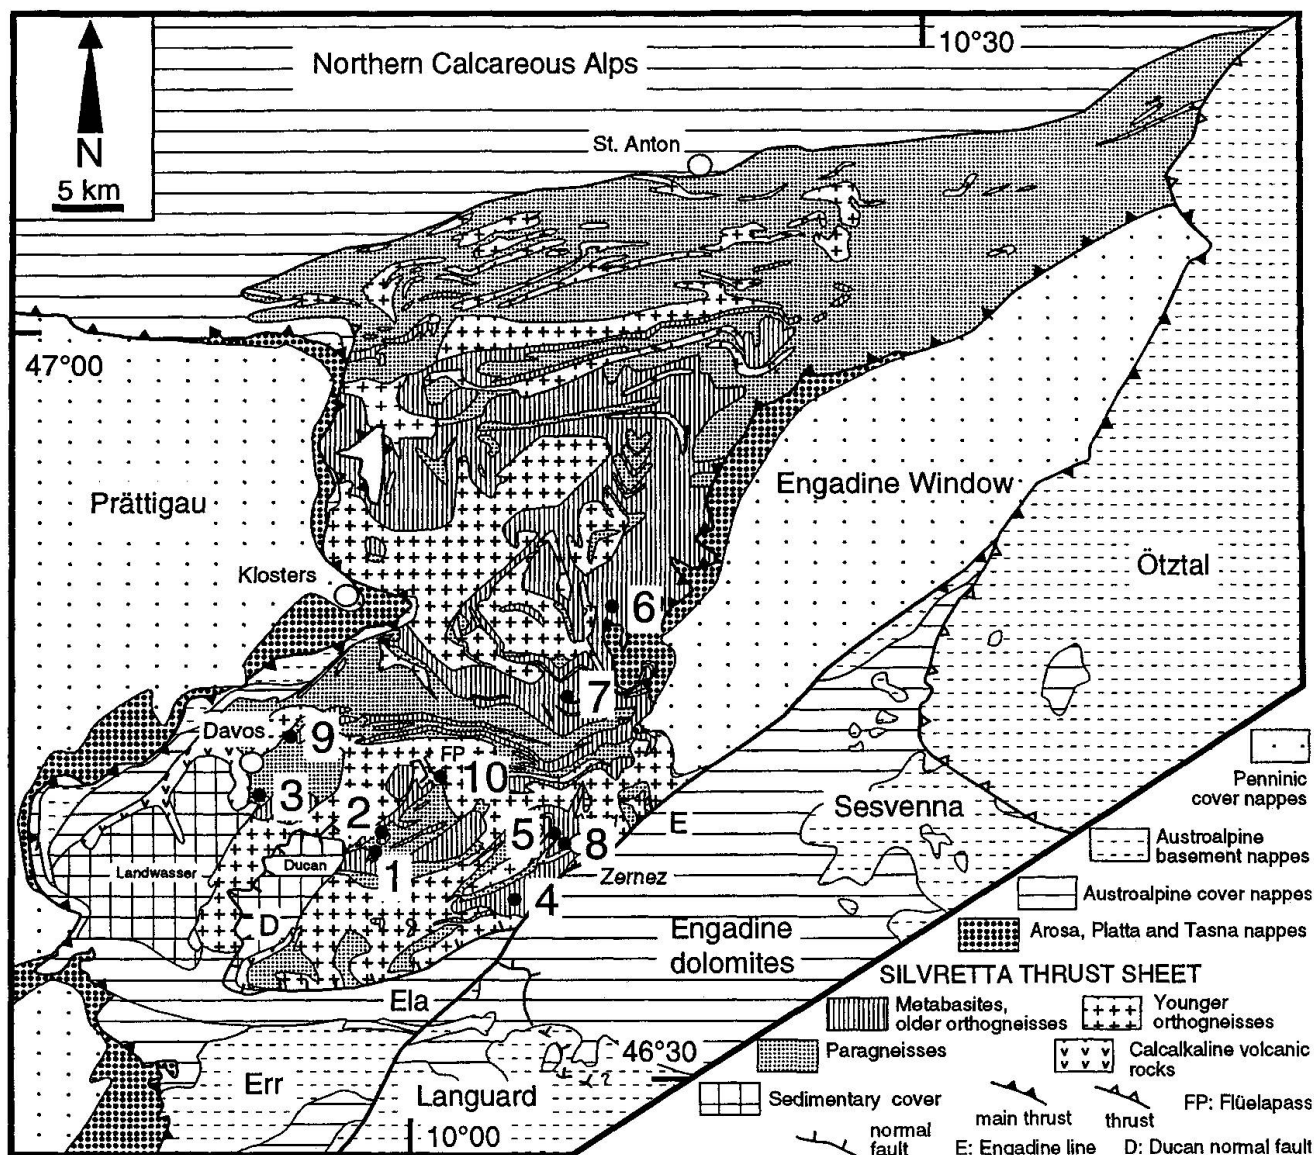 10°30
Northern Calcareous Alps
N
5 km
St. Anton
47°00
Prättigau
Engadine Window
Ötztal
Klosters
6
7
Davos
9
FP
10
3
2
5
8
E
Sesvenna
Landwasser
Ducan
1
Zernez
4
D
Engadine
dolomites
Ela
Err
Languard
46°30
10°00
?
?
Penninic
cover nappes
Austroalpine
basement nappes
Austroalpine cover nappes
Arosa, Platta and Tasna nappes
SILVRETTA THRUST SHEET
Metabasites,
older orthogneisses
Younger
orthogneisses
Paragneisses
Calcalkaline volcanic
rocks
Sedimentary cover
main thrust
thrust
FP: Flüelapass
normal
fault
E: Engadine line
D: Ducan normal fault